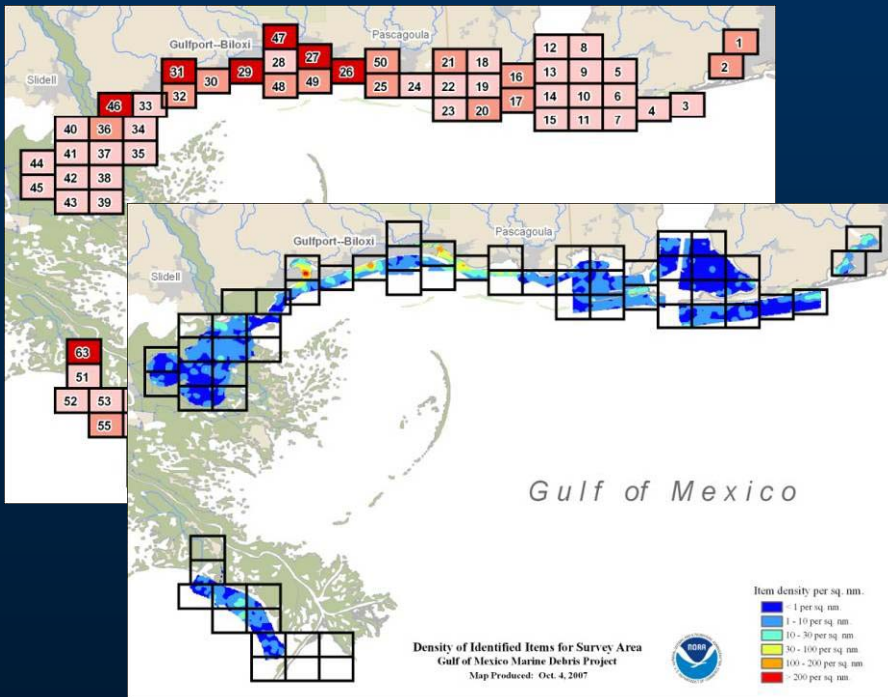 47
Gulfport--Biloxi
Pascagoula
12 8
1
31 28 27 50 21 18
30 29 26 16 13 9 5
2
Slidell
32 48 49 25 24 22 19
46 33 23 20 17 14 10 6
15 11 7 4 3
40 36 34
44 41 37 35
45 42 38
43 39
63
51
52 53
55
Gulfport--Biloxi
Pascagoula
Slidell
Gulf of Mexico
Item density per sq. nm.
< 1 per sq. nm.
1 - 10 per sq. nm.
10 - 30 per sq. nm.
30 - 100 per sq. nm.
100 - 200 per sq. nm.
> 200 per sq. nm.
Density of Identified Items for Survey Area
Gulf of Mexico Marine Debris Project
Map Produced: Oct. 4, 2007
NOAA